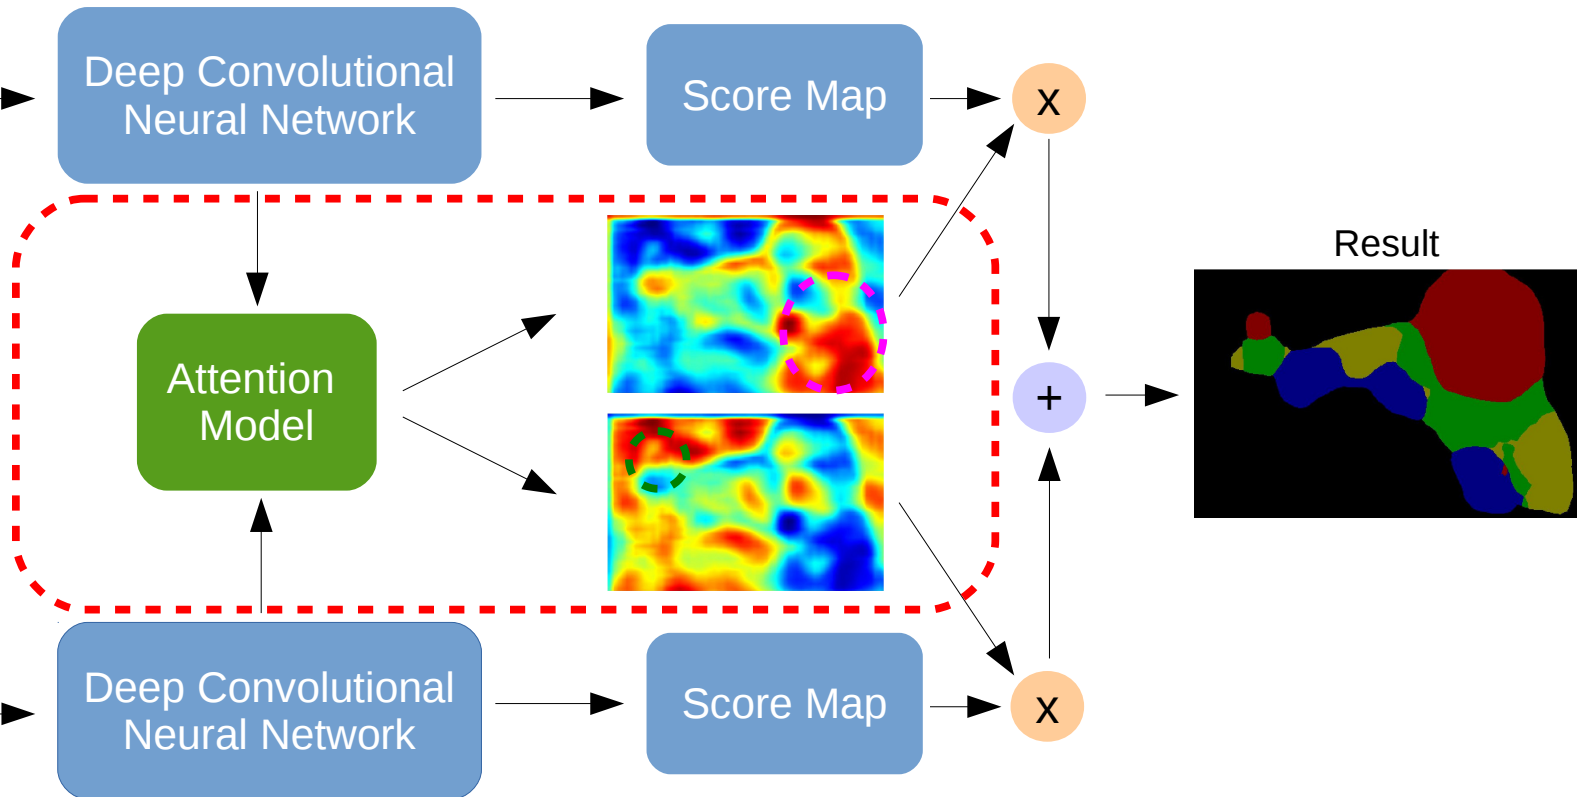 Deep Convolutional
Neural Network
Score Map
x
Result
Attention
Model
+
Deep Convolutional
Neural Network
Score Map
x